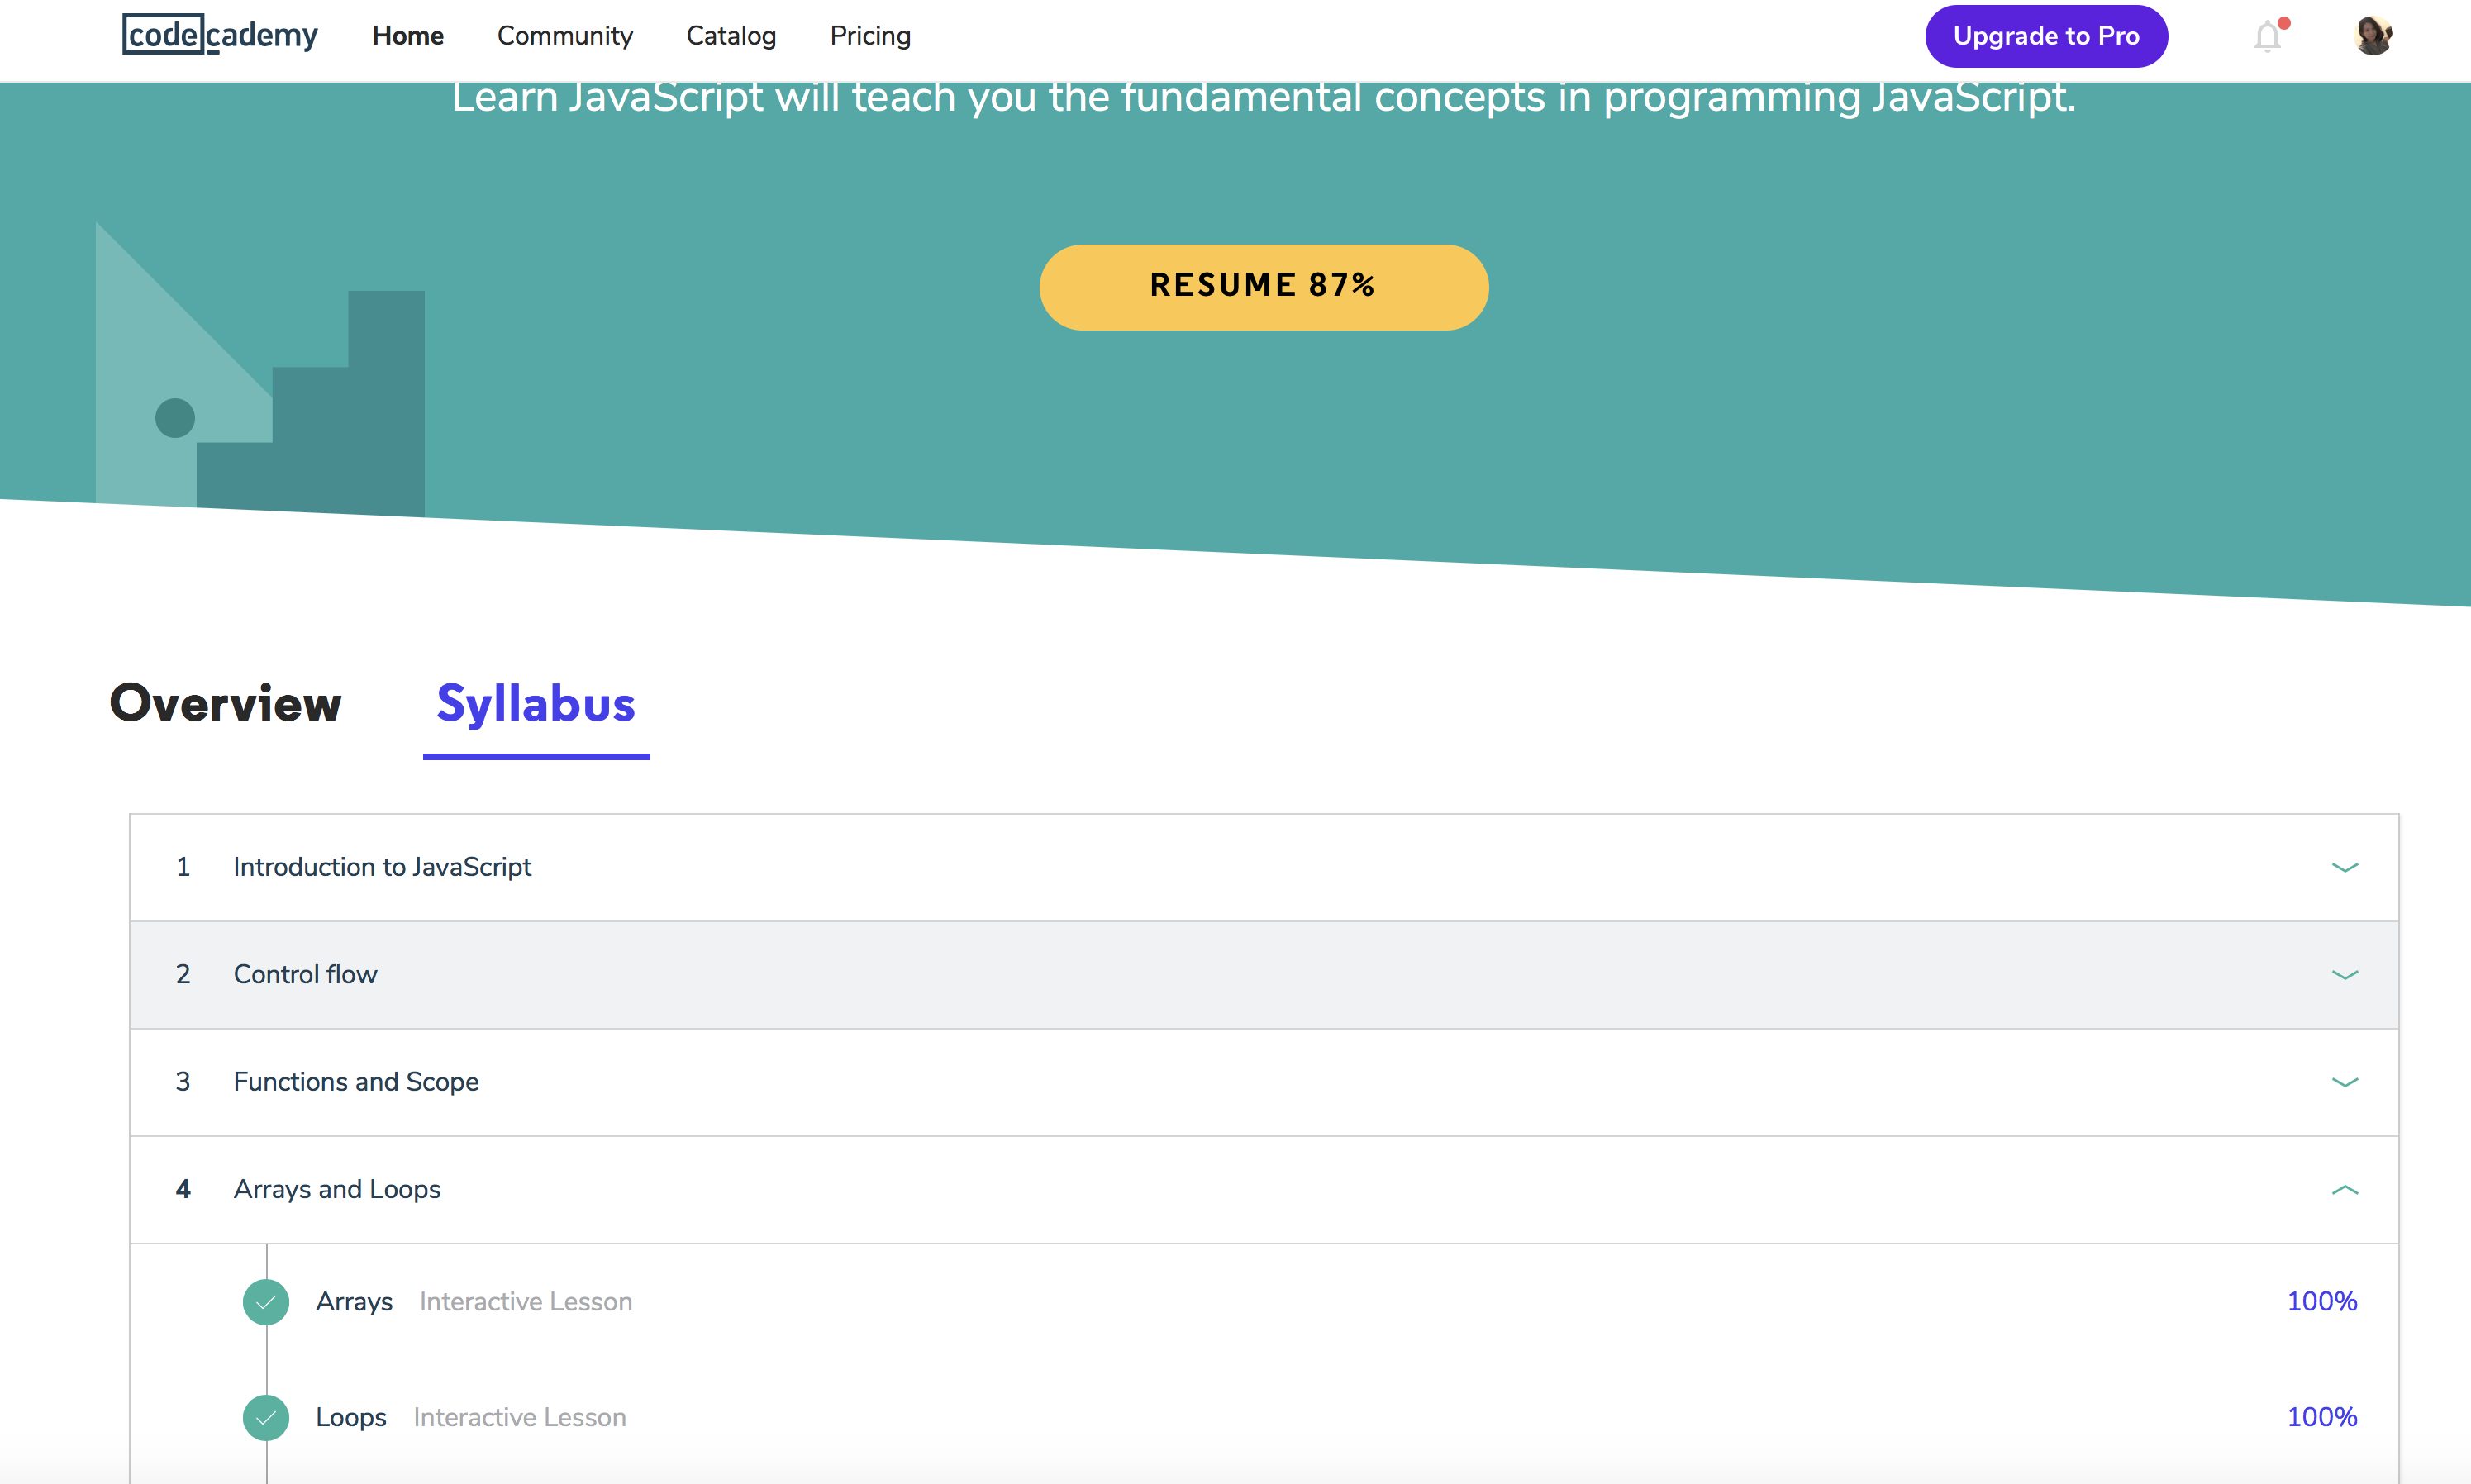 codecademy Home Community Catalog Pricing Upgrade to Pro
Learn JavaScript will teach you the fundamental concepts in programming JavaScript.
RESUME 87%
Overview Syllabus
1 Introduction to JavaScript
2 Control flow
3 Functions and Scope
4 Arrays and Loops
Arrays Interactive Lesson 100%
Loops Interactive Lesson 100%